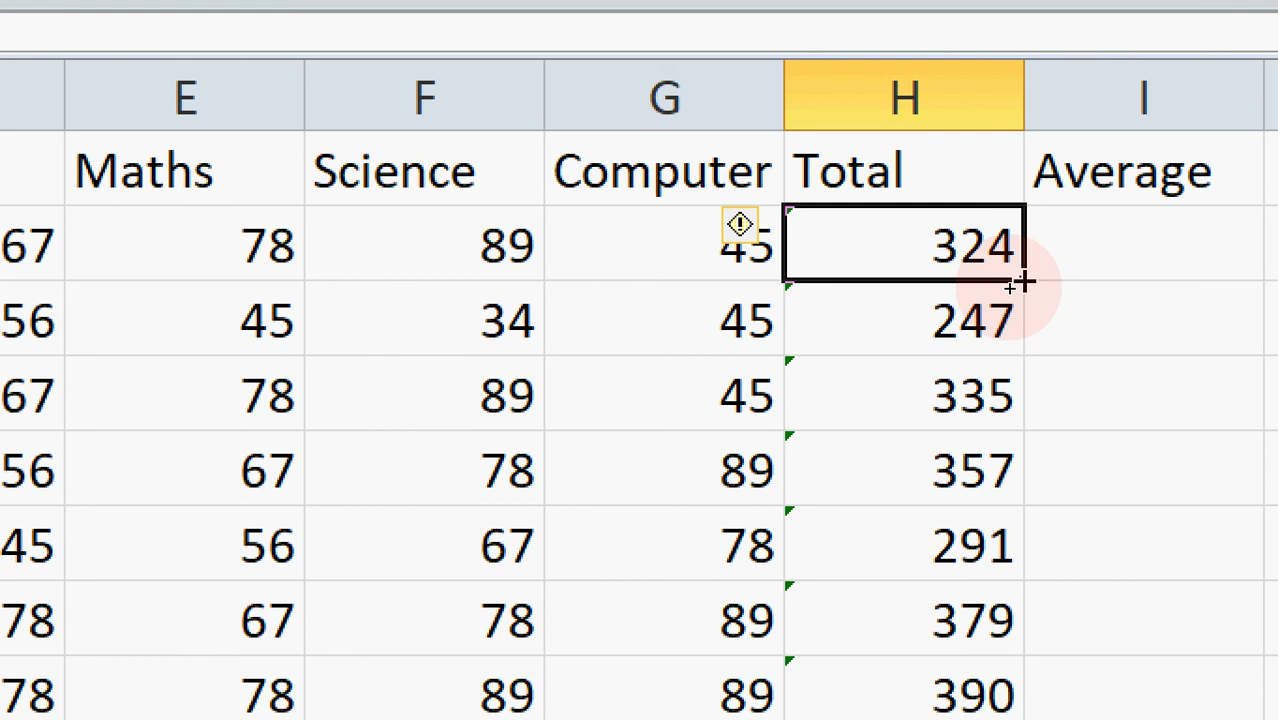 E F G H I
Maths Science Computer Total Average
67 78 89 45 324
56 45 34 45 247
67 78 89 45 335
56 67 78 89 357
45 56 67 78 291
78 67 78 89 379
78 78 89 89 390